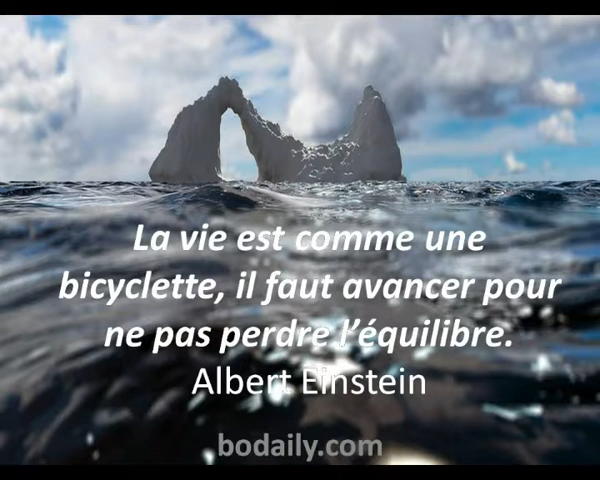 La vie est comme une
bicyclette, il faut avancer pour
ne pas perdre l’équilibre.
Albert Einstein
bodaily.com